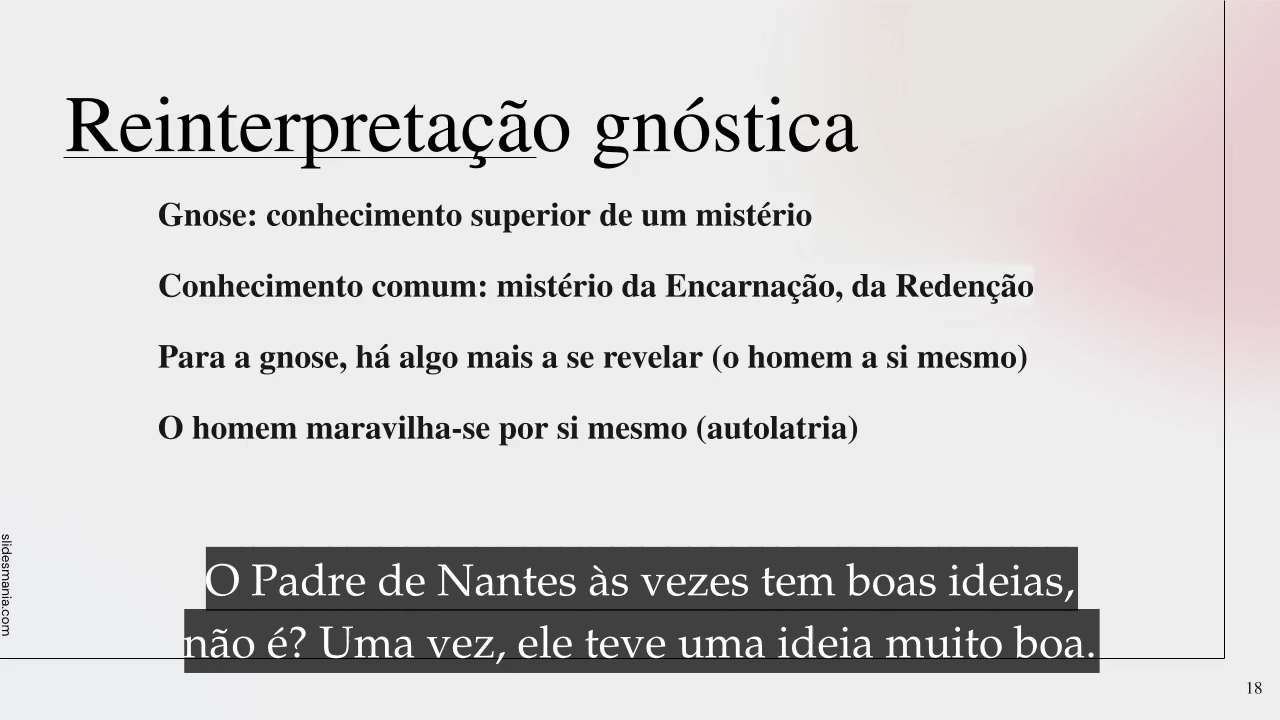 Reinterpretação gnóstica
Gnose: conhecimento superior de um mistério
Conhecimento comum: mistério da Encarnação, da Redenção
Para a gnose, há algo mais a se revelar (o homem a si mesmo)
O homem maravilha-se por si mesmo (autolatria)
slidesmania.com
O Padre de Nantes às vezes tem boas ideias,
não é? Uma vez, ele teve uma ideia muito boa.
18